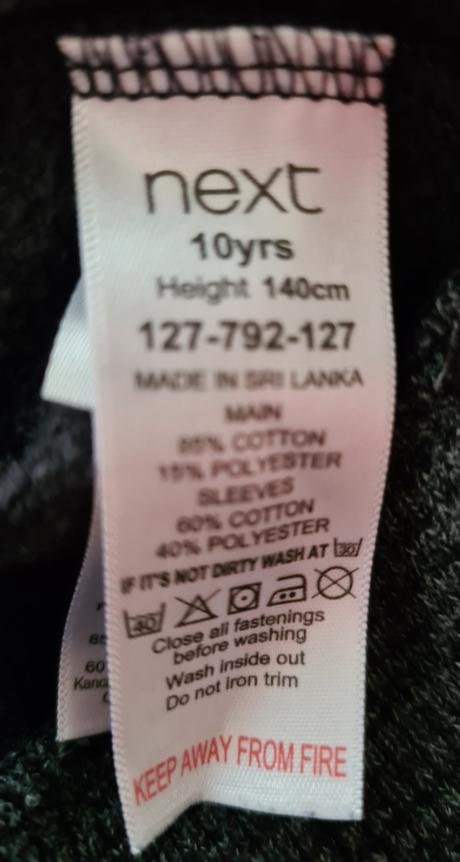 next
10yrs
Height 140cm
127-792-127
MADE IN SRI LANKA
MAIN
85% COTTON
15% POLYESTER
SLEEVES
60% COTTON
40% POLYESTER
IF IT'S NOT DIRTY WASH AT 30
40
Close all fastenings
before washing
Wash inside out
Do not iron trim
KEEP AWAY FROM FIRE